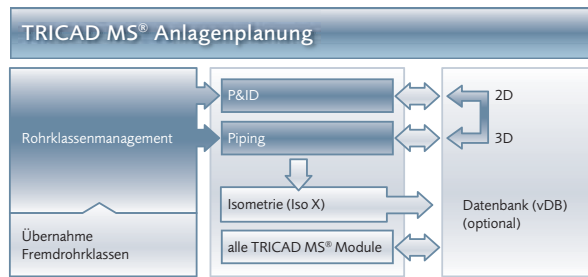 TRICAD MS® Anlagenplanung
Rohrklassenmanagement
Übernahme
Fremdrohrklassen
P&ID
Piping
Isometrie (Iso X)
alle TRICAD MS® Module
2D
3D
Datenbank (vDB)
(optional)